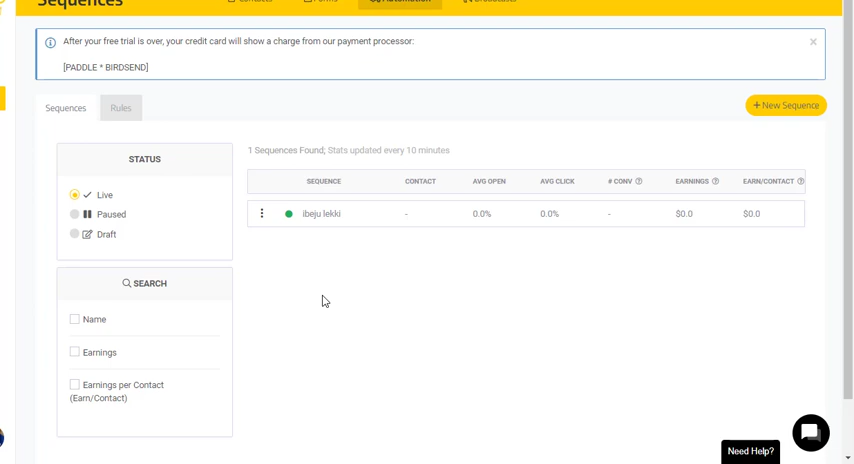 Sequences
Contacts Forms Automation Broadcasts
After your free trial is over, your credit card will show a charge from our payment processor:
[PADDLE * BIRDSEND]
Sequences Rules
+ New Sequence
STATUS
Live
Paused
Draft
SEARCH
Name
Earnings
Earnings per Contact
(Earn/Contact)
1 Sequences Found; Stats updated every 10 minutes
SEQUENCE CONTACT AVG OPEN AVG CLICK # CONV EARNINGS EARN/CONTACT
ibeju lekki - 0.0% 0.0% - $0.0 $0.0
Need Help?